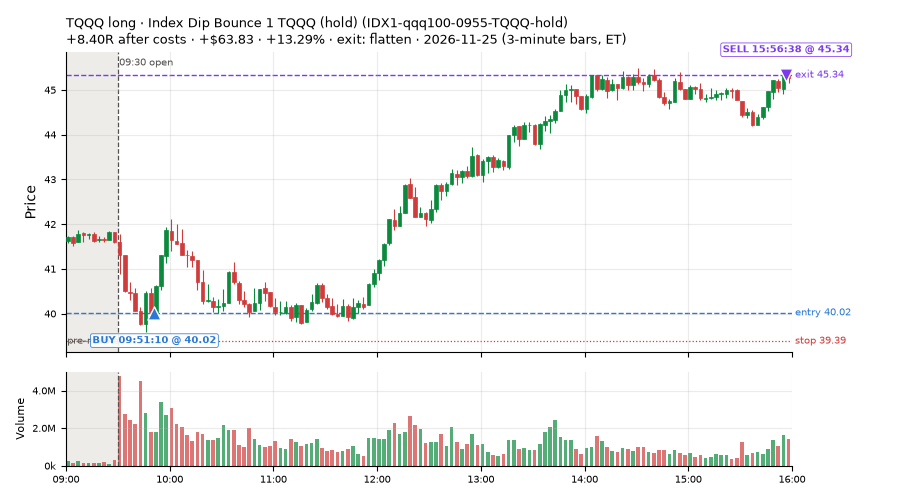 TQQQ long · Index Dip Bounce 1 TQQQ (hold) (IDX1-qqq100-0955-TQQQ-hold)
+8.40R after costs · +$63.83 · +13.29% · exit: flatten · 2026-11-25 (3-minute bars, ET)
SELL 15:56:38 @ 45.34
09:30 open
exit 45.34
45
44
43
42
41
40
Price
entry 40.02
BUY 09:51:10 @ 40.02
stop 39.39
Volume
4.0M
2.0M
0k
09:00
10:00
11:00
12:00
13:00
14:00
15:00
16:00